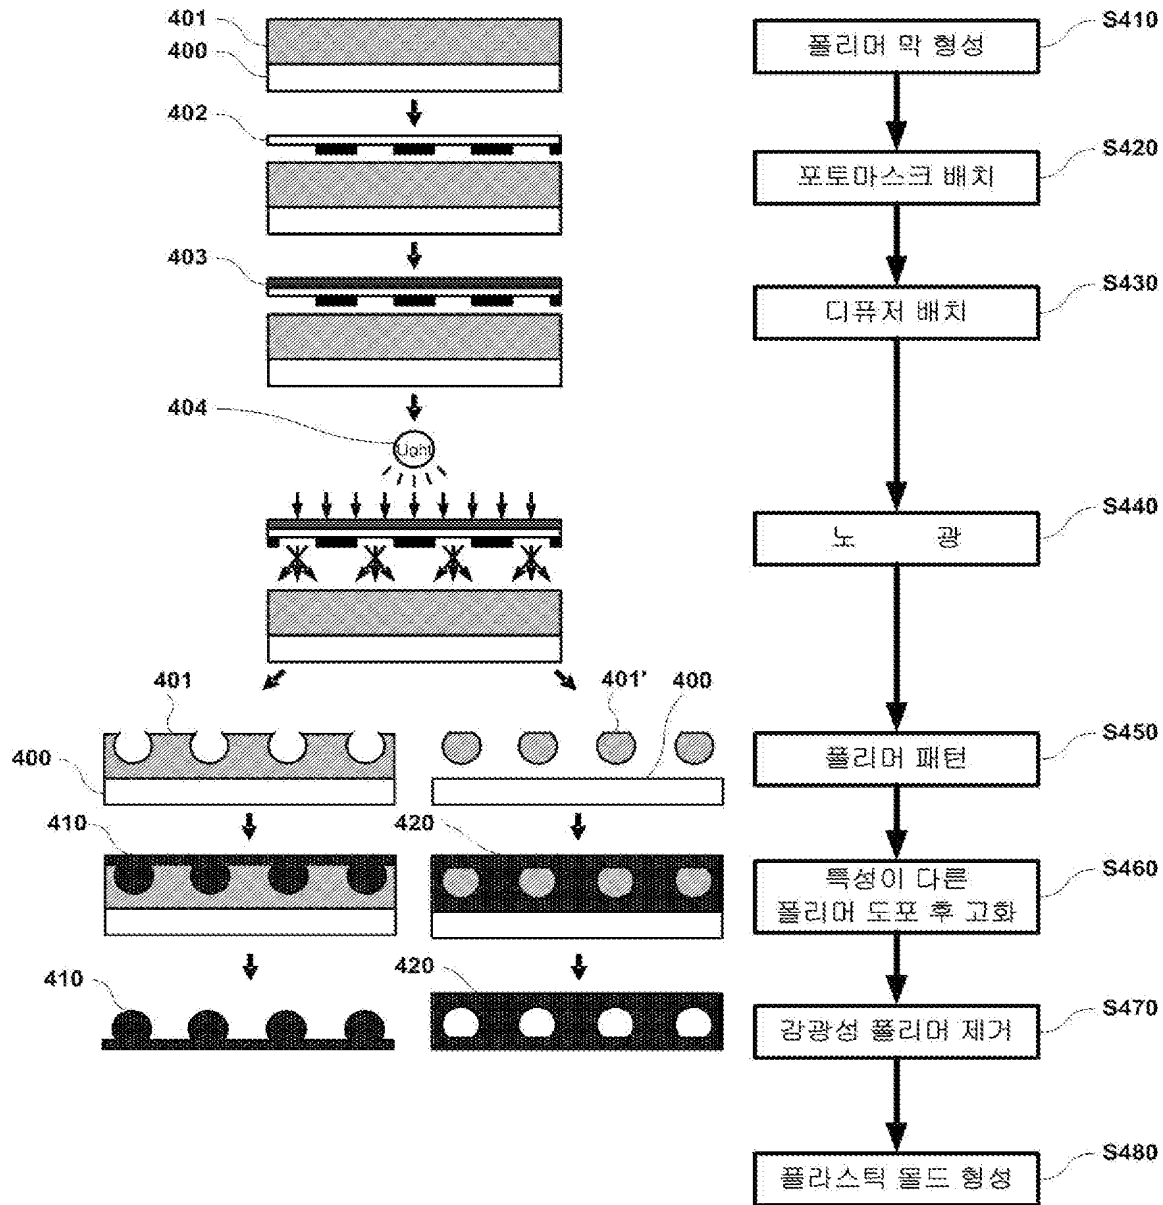 401
400
402
403
404
Light
401
401'
400
400
410
420
410
420
S410
폴리머 막 형성
S420
포토마스크 배치
S430
디퓨저 배치
S440
노 광
S450
폴리머 패턴
S460
특성이 다른
폴리머 도포 후 고화
S470
감광성 폴리머 제거
S480
플라스틱 몰드 형성